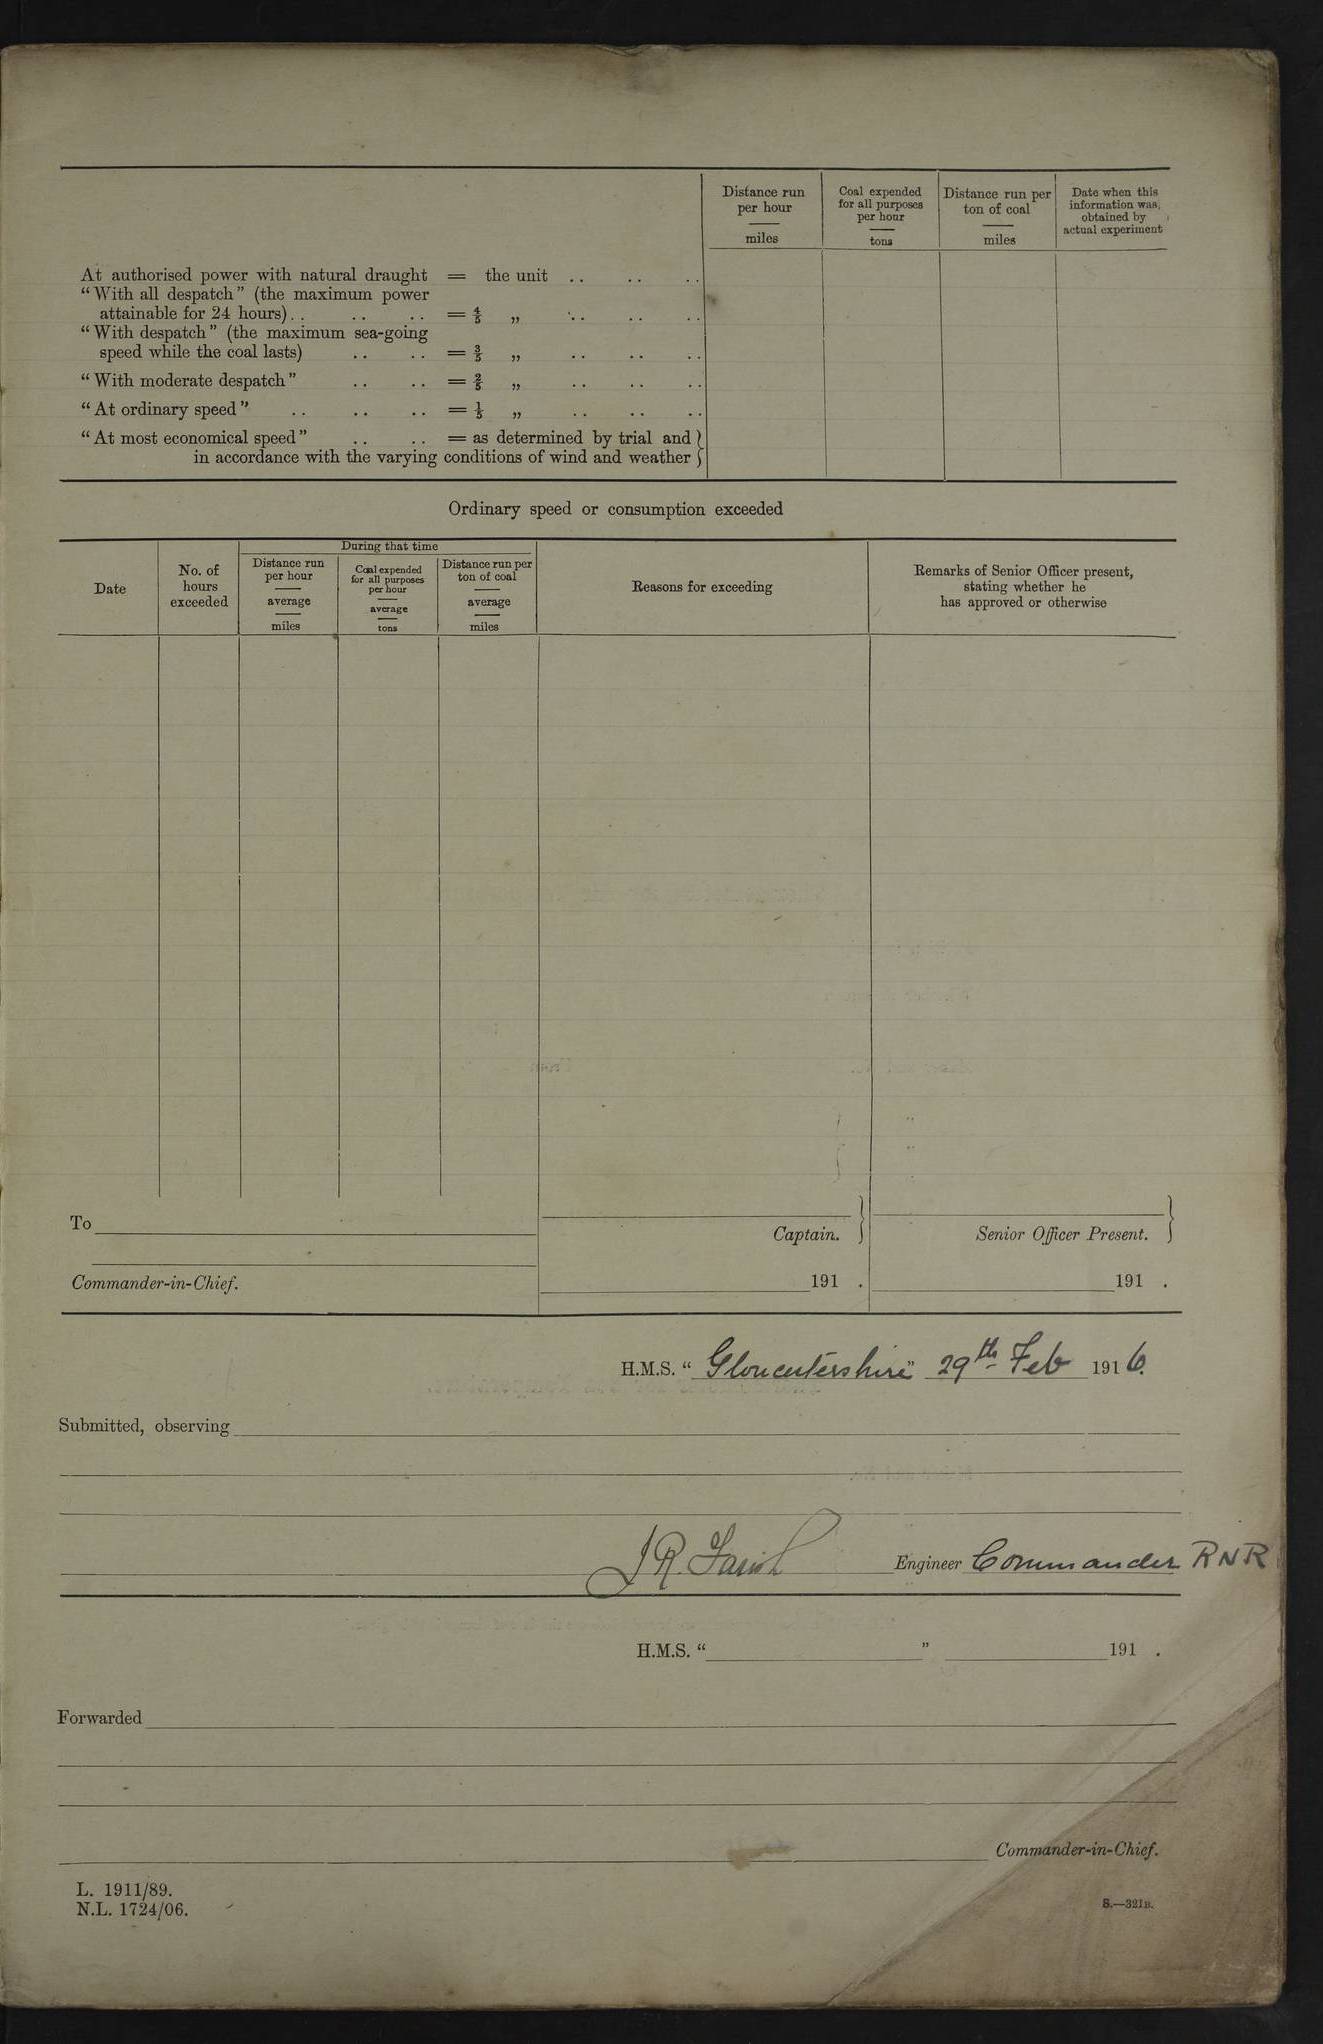 Distance run per hour miles
Coal expended for all purposes per hour tons
Distance run per ton of coal miles
Date when this information was, obtained by actual experiment
At authorised power with natural draught = the unit .. .. ..
“With all despatch” (the maximum power
attainable for 24 hours).. .. .. = 4/5 „ .. .. ..
“With despatch” (the maximum sea-going
speed while the coal lasts) .. .. = 3/5 „ .. .. ..
“With moderate despatch” .. .. = 2/5 „ .. .. ..
“At ordinary speed” .. .. .. = 1/5 „ .. .. ..
“At most economical speed” .. .. = as determined by trial and }
in accordance with the varying conditions of wind and weather }
Ordinary speed or consumption exceeded
Date
No. of hours exceeded
During that time
Distance run per hour average miles
Coal expended for all purposes per hour average tons
Distance run per ton of coal average miles
Reasons for exceeding
Remarks of Senior Officer present, stating whether he has approved or otherwise
To
Captain. }
Senior Officer Present. }
Commander-in-Chief.
191 .
191 .
H.M.S. “Gloucestershire” 29th Feb 1916.
Submitted, observing
J R. Engineer Commander RNR
H.M.S. “ ” 191 .
Forwarded
Commander-in-Chief.
L. 1911/89.
N.L. 1724/06.
S.—321B.